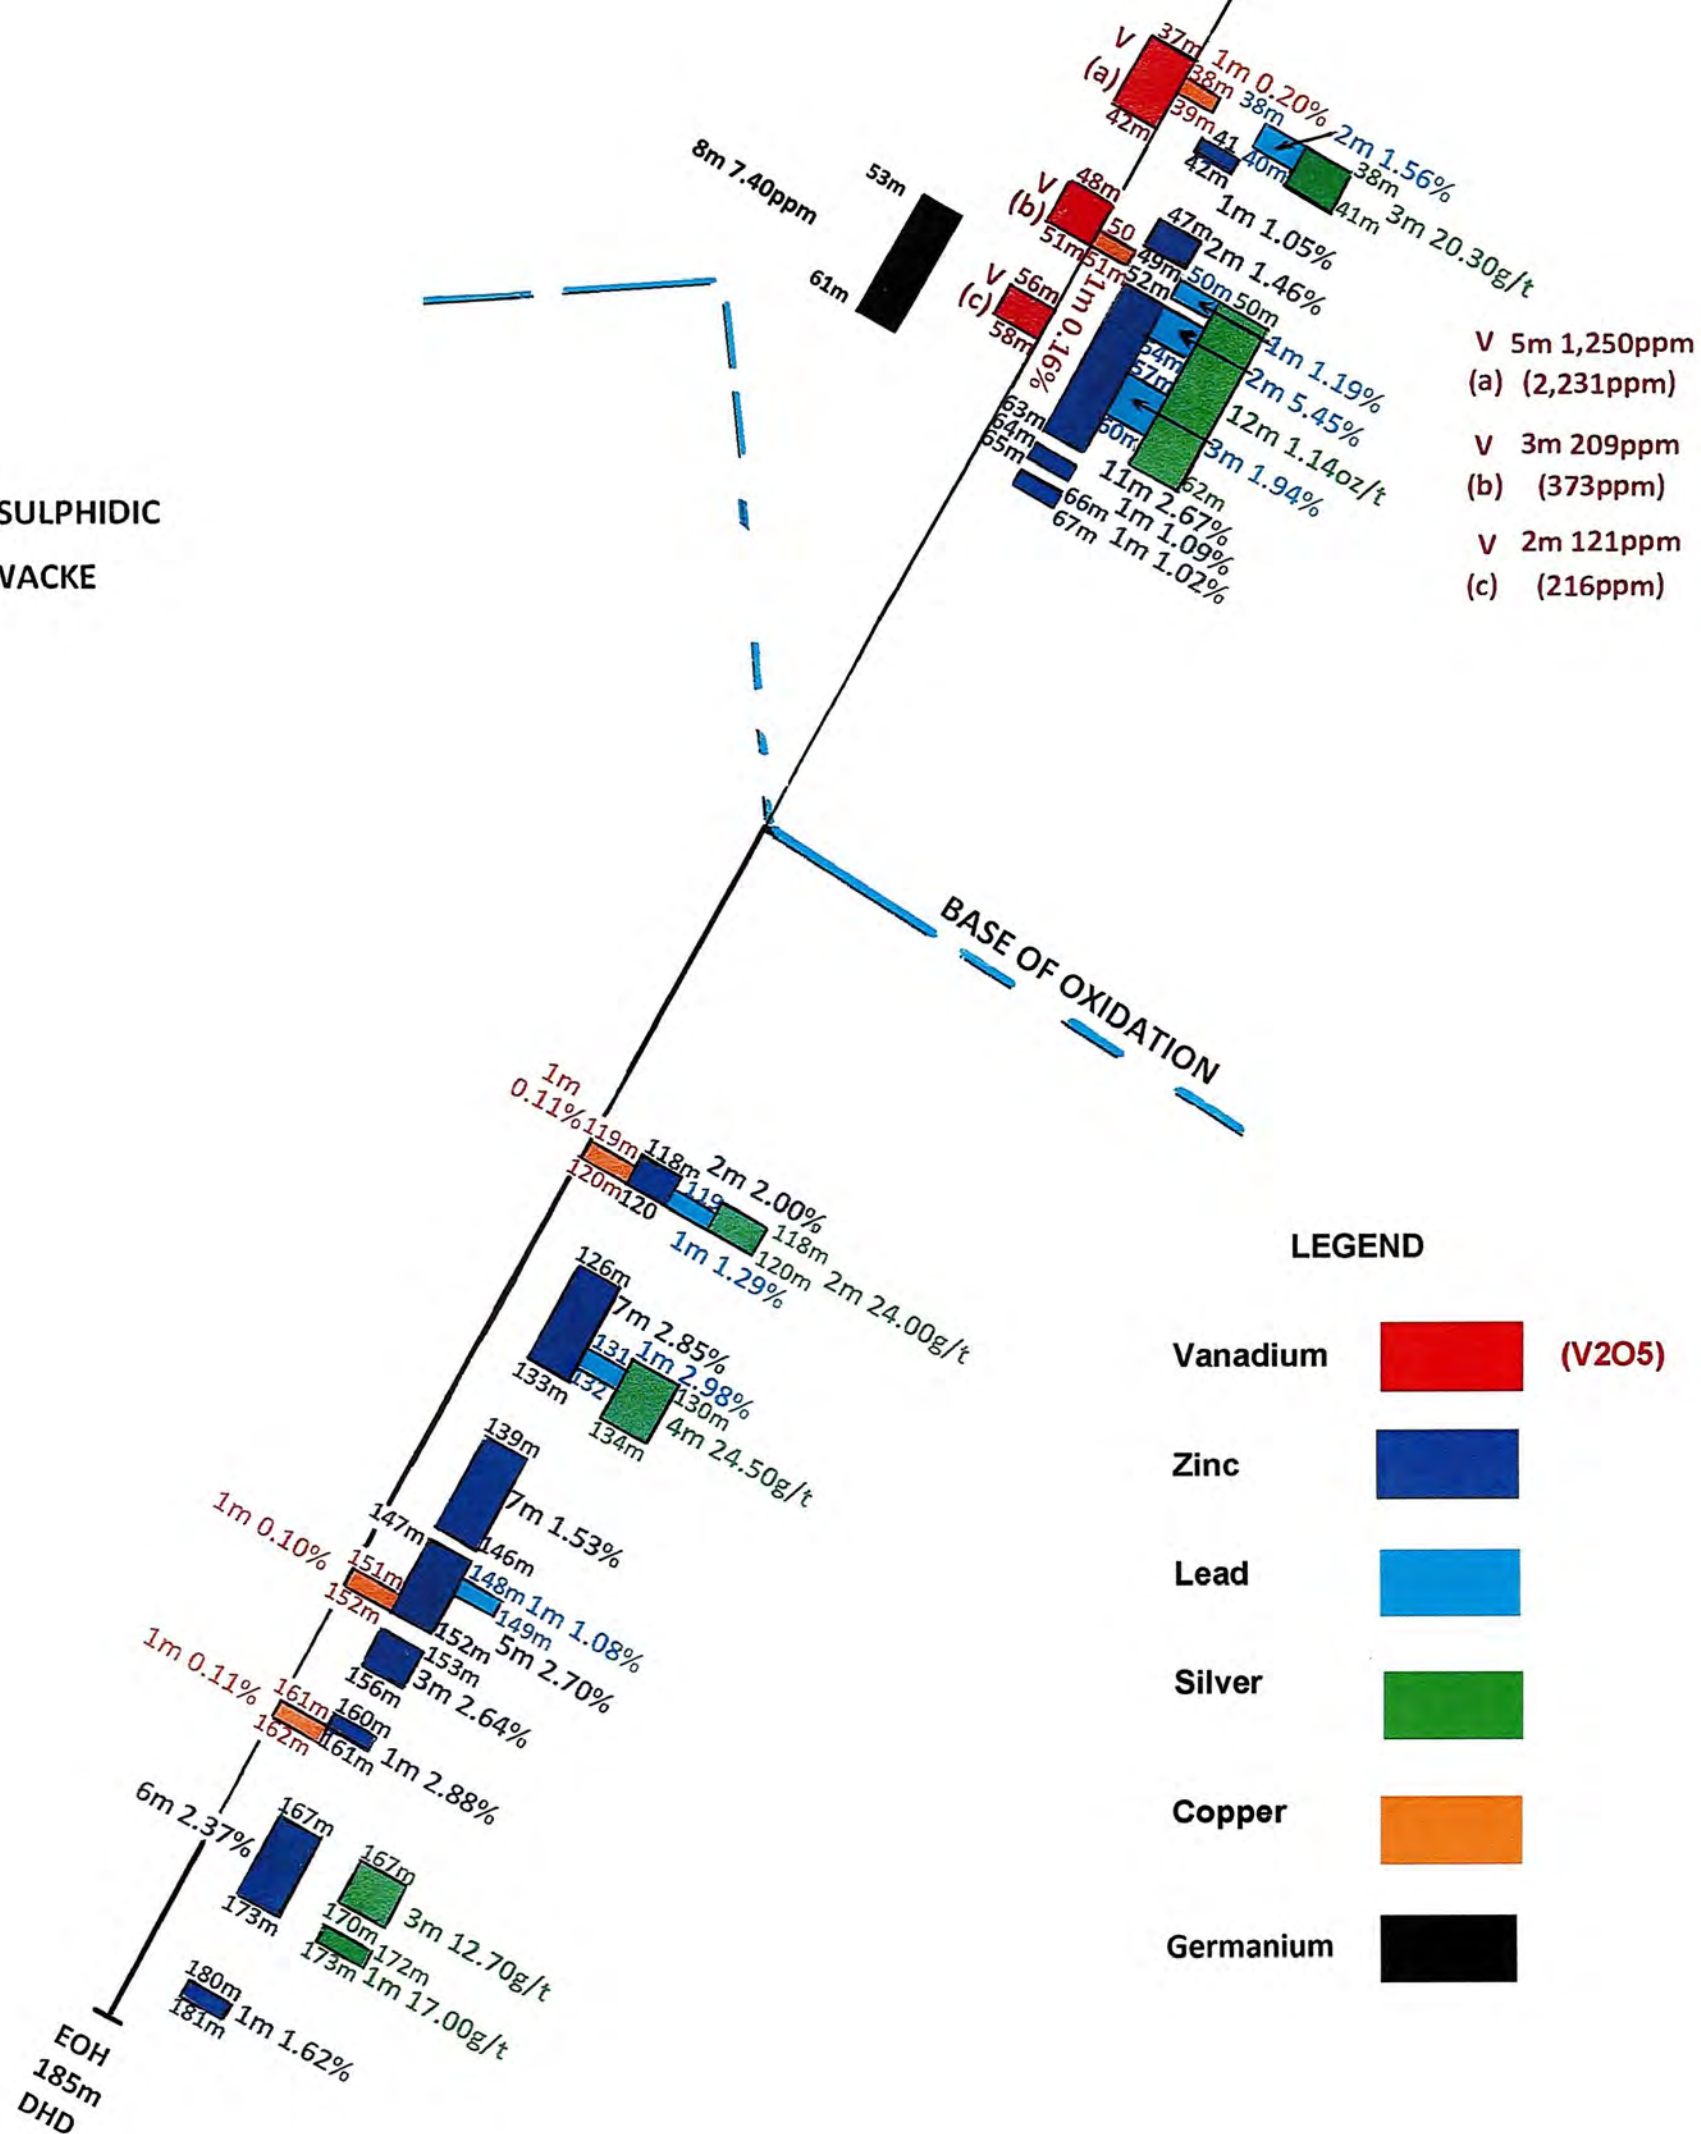 V
(a)
37m
1m 0.20%
38m
39m
42m
38m
2m 1.56%
41
42m
40m
38m
41m
3m 20.30g/t
1m 1.05%
8m 7.40ppm
53m
61m
V
(b)
48m
50
51m
51m
1m 0.16%
47m
2m 1.46%
49m
50m
52m
50m
V
(c)
56m
58m
54m
57m
60m
1m 1.19%
2m 5.45%
12m 1.14oz/t
3m 1.94%
62m
63m
64m
65m
11m 2.67%
1m 1.09%
66m
67m
1m 1.02%
V 5m 1,250ppm
(a) (2,231ppm)
V 3m 209ppm
(b) (373ppm)
V 2m 121ppm
(c) (216ppm)
SULPHIDIC
WACKE
BASE OF OXIDATION
1m
0.11%
119m
120m
118m
2m 2.00%
120
119
118m
120m
2m 24.00g/t
1m 1.29%
126m
7m 2.85%
133m
131
132
1m 2.98%
130m
134m
4m 24.50g/t
139m
7m 1.53%
146m
147m
1m 0.10%
151m
152m
148m
1m 1.08%
149m
152m
5m 2.70%
153m
156m
3m 2.64%
1m 0.11%
161m
162m
160m
161m
1m 2.88%
6m 2.37%
167m
173m
167m
170m
3m 12.70g/t
172m
173m
1m 17.00g/t
180m
181m
1m 1.62%
EOH
185m
DHD
LEGEND
Vanadium (V2O5)
Zinc
Lead
Silver
Copper
Germanium